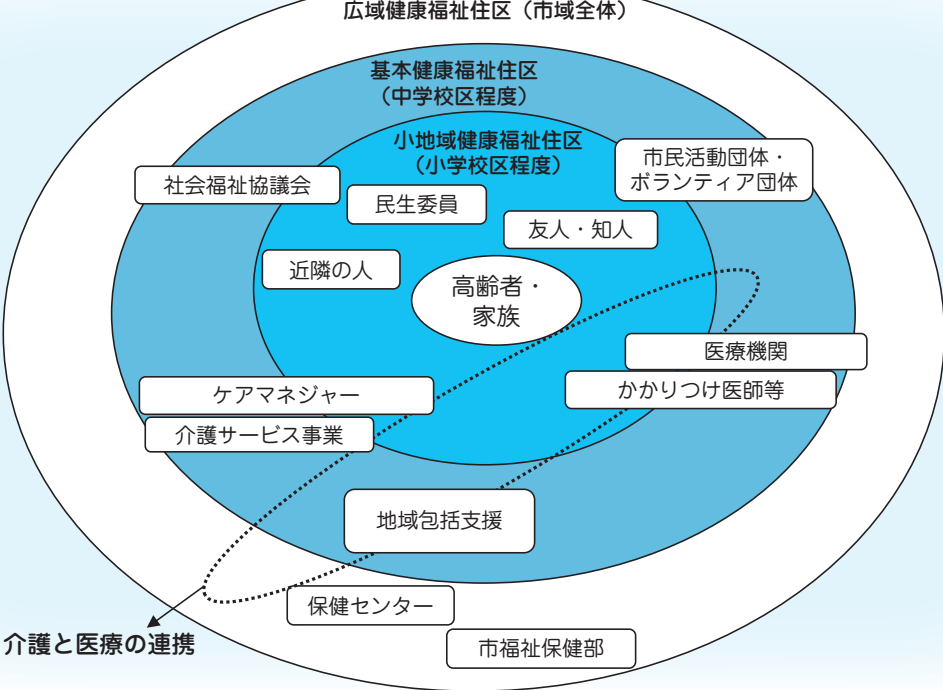 広域健康福祉住区（市域全体）
基本健康福祉住区
（中学校区程度）
小地域健康福祉住区
（小学校区程度）
市民活動団体・
ボランティア団体
社会福祉協議会
民生委員
友人・知人
近隣の人
高齢者・
家族
医療機関
かかりつけ医師等
ケアマネジャー
介護サービス事業
地域包括支援
保健センター
介護と医療の連携
市福祉保健部